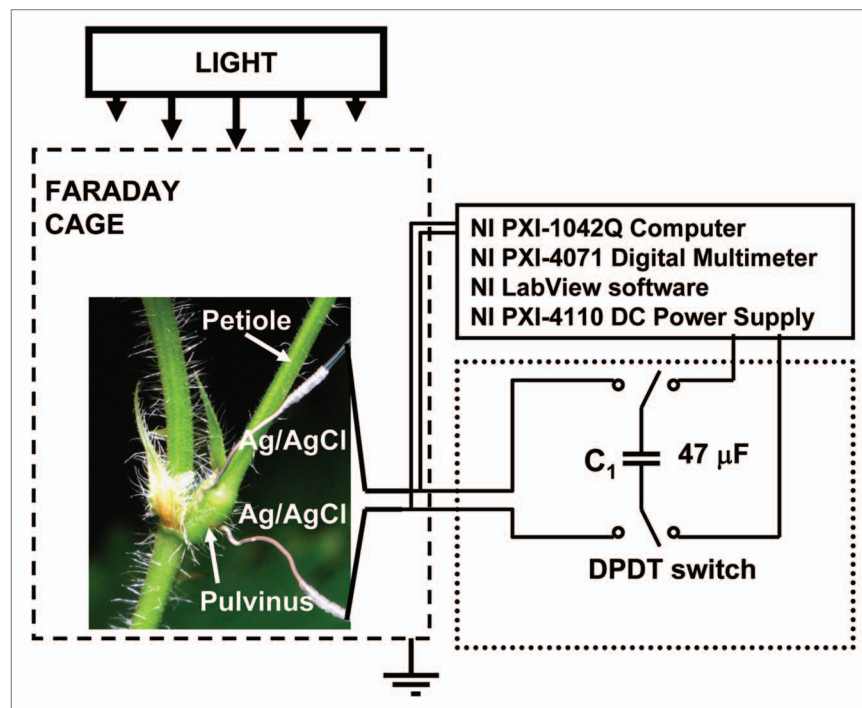 LIGHT
FARADAY
CAGE
Petiole
Ag/AgCl
Ag/AgCl
Pulvinus
NI PXI-1042Q Computer
NI PXI-4071 Digital Multimeter
NI LabView software
NI PXI-4110 DC Power Supply
C₁
47 μF
DPDT switch